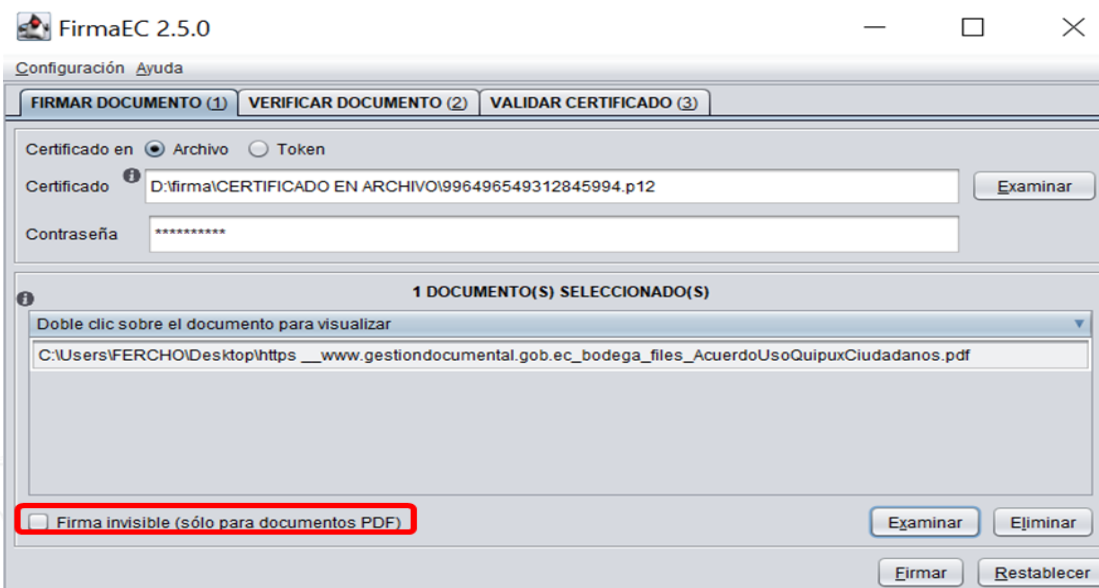 FirmaEC 2.5.0
Configuración Ayuda
FIRMAR DOCUMENTO (1) VERIFICAR DOCUMENTO (2) VALIDAR CERTIFICADO (3)
Certificado en Archivo Token
Certificado D:\firma\CERTIFICADO EN ARCHIVO\996496549312845994.p12 Examinar
Contraseña **********
1 DOCUMENTO(S) SELECCIONADO(S)
Doble clic sobre el documento para visualizar
C:\Users\FERCHO\Desktop\https __www.gestiondocumental.gob.ec_bodega_files_AcuerdoUsoQuipuxCiudadanos.pdf
Firma invisible (sólo para documentos PDF) Examinar Eliminar
Firmar Restablecer